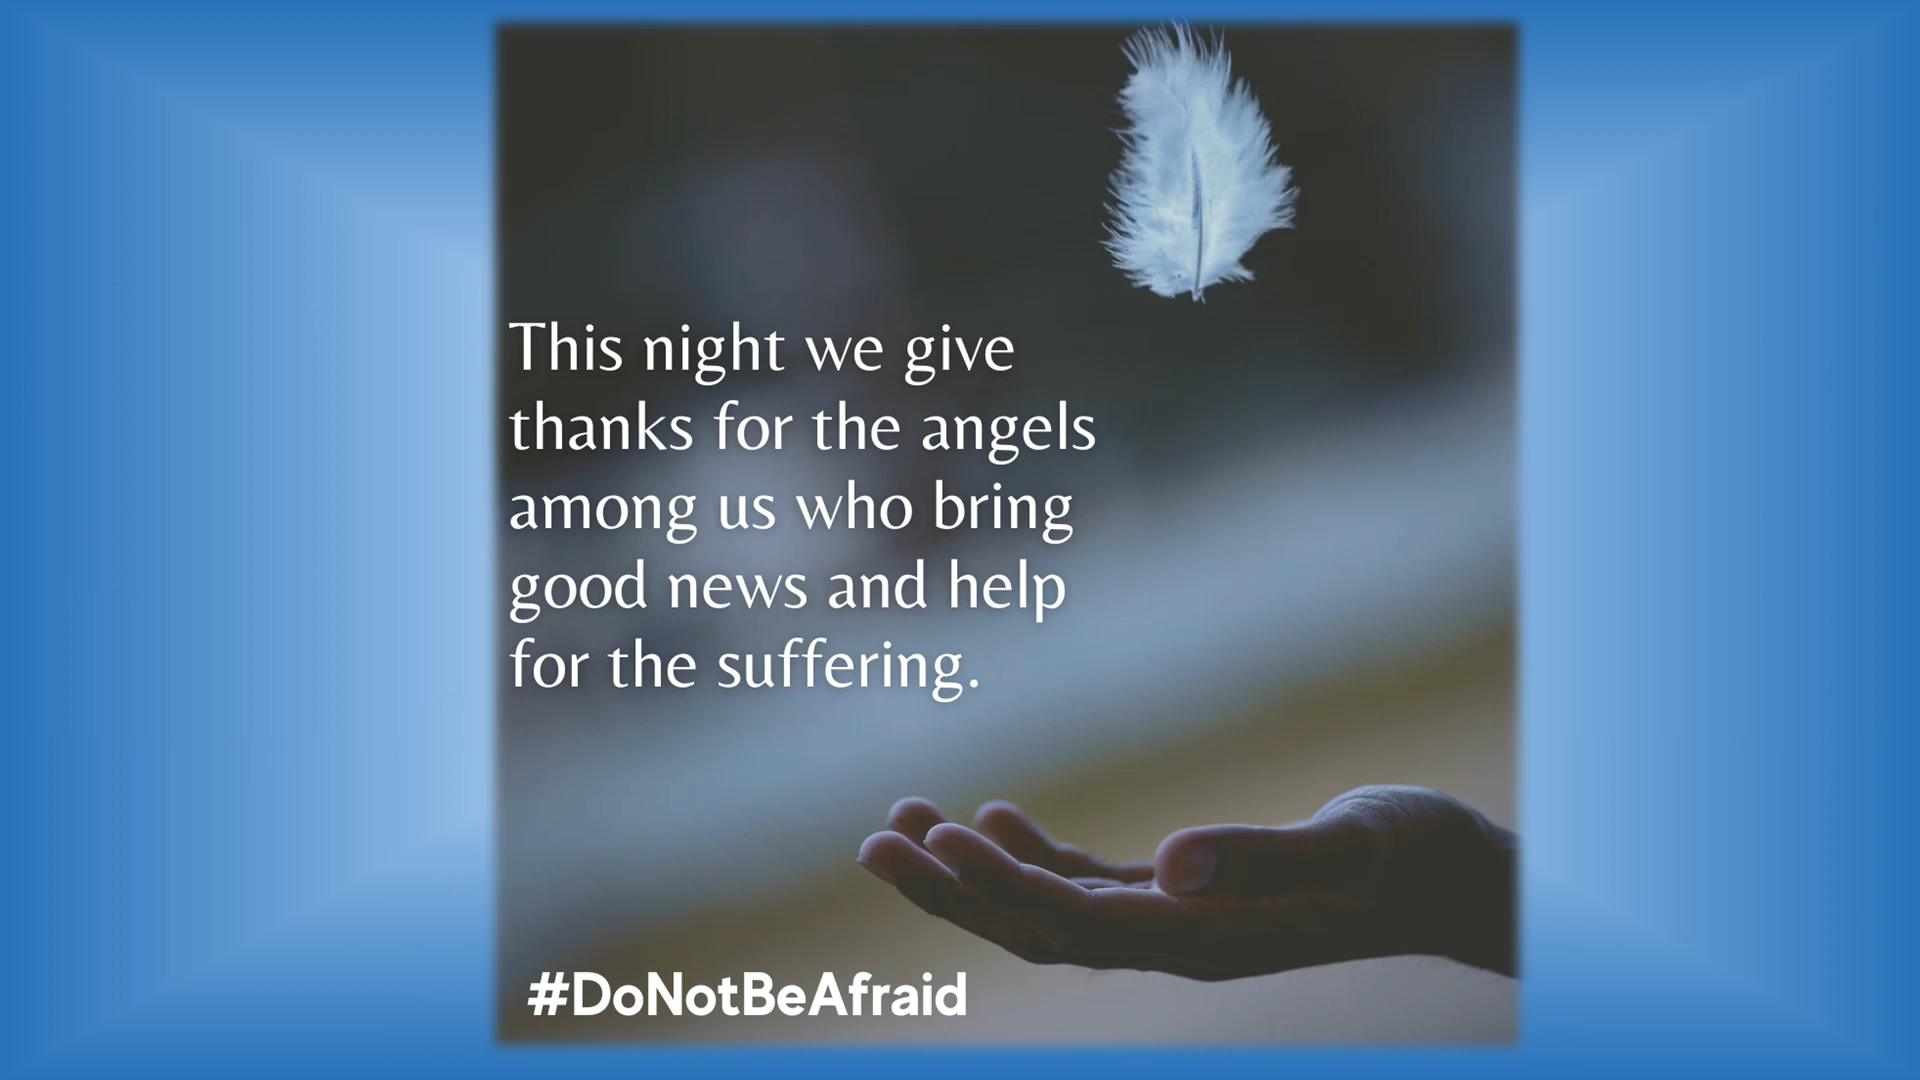 This night we give
thanks for the angels
among us who bring
good news and help
for the suffering.
#DoNotBeAfraid